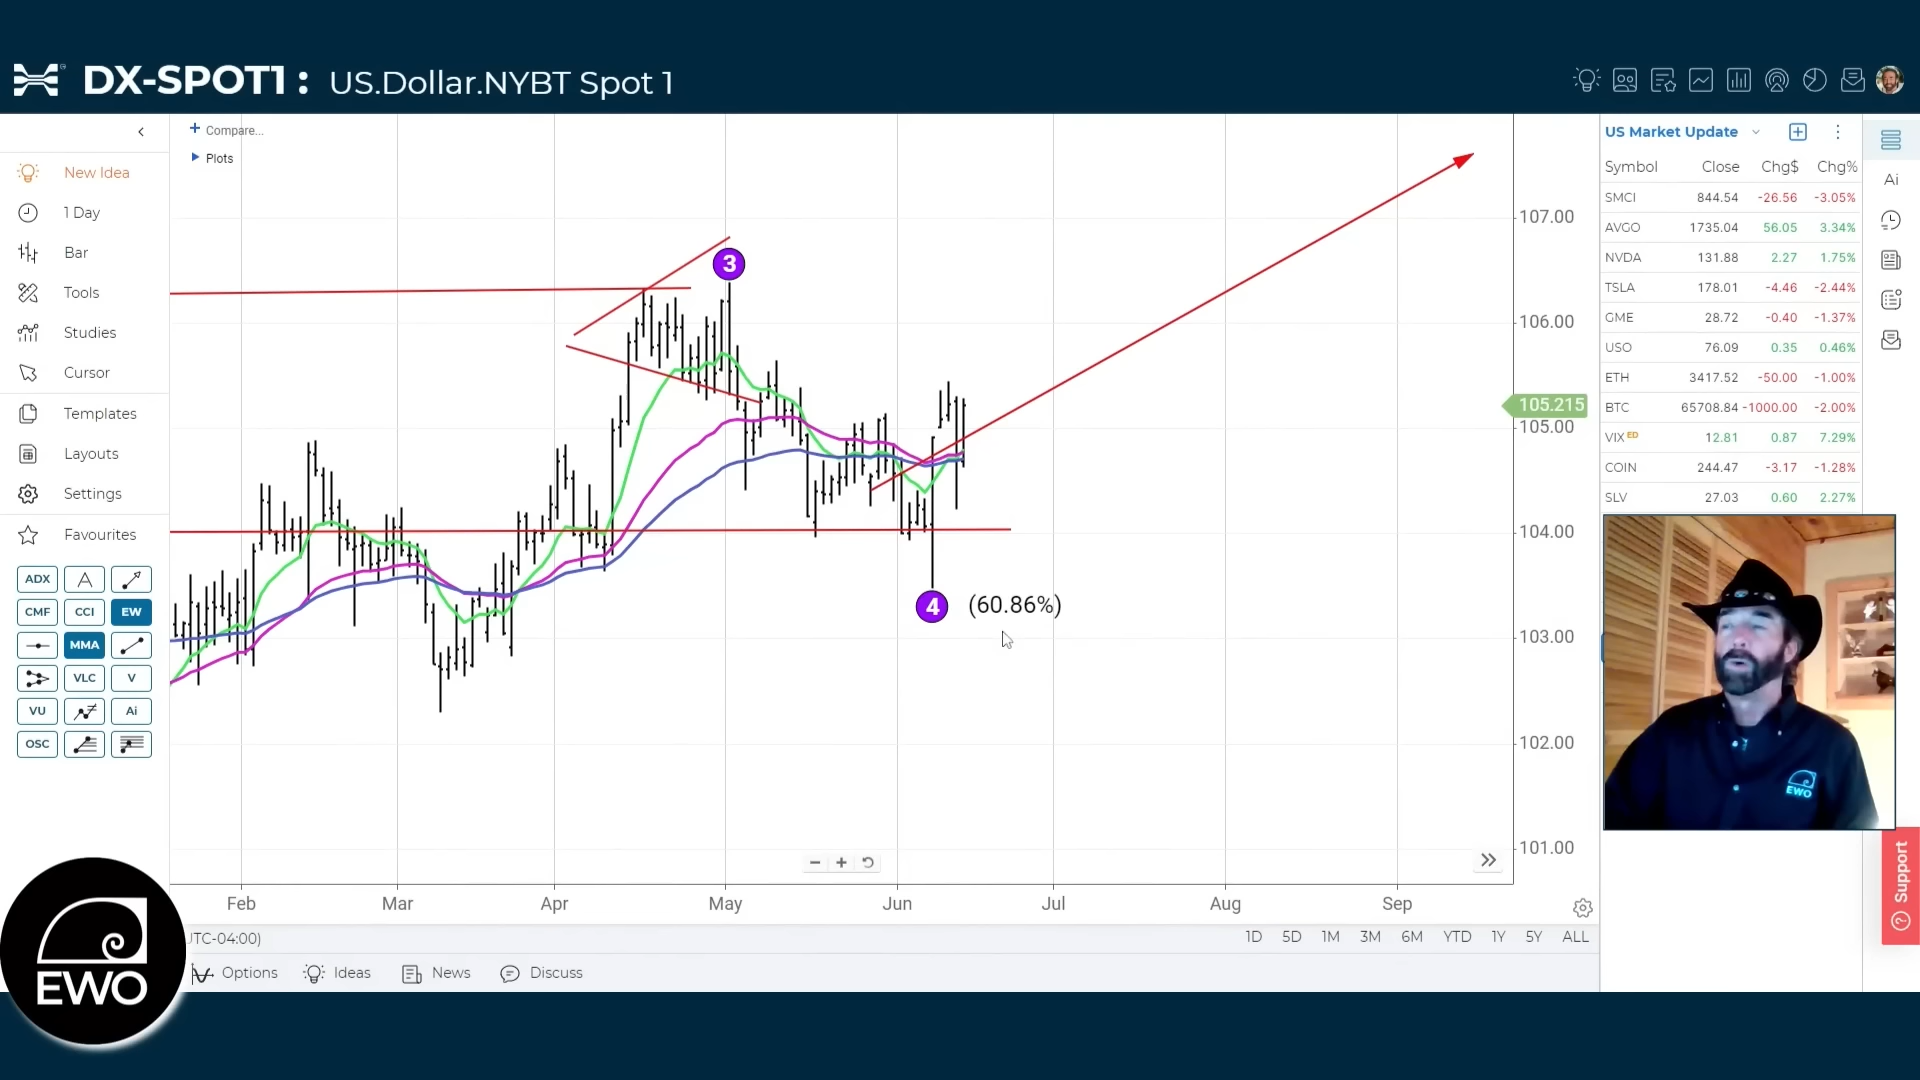 DX-SPOT1 : US.Dollar.NYBT Spot 1
Compare...
Plots
New Idea
1 Day
Bar
Tools
Studies
Cursor
Templates
Layouts
Settings
Favourites
ADX
CMF CCI EW
MMA
VLC V
VU Ai
OSC
3
4 (60.86%)
107.00
106.00
105.215
105.00
104.00
103.00
102.00
101.00
Feb Mar Apr May Jun Jul Aug Sep
UTC-04:00)
1D 5D 1M 3M 6M YTD 1Y 5Y ALL
Options Ideas News Discuss
US Market Update
Symbol Close Chg$ Chg%
SMCI 844.54 -26.56 -3.05%
AVGO 1735.04 56.05 3.34%
NVDA 131.88 2.27 1.75%
TSLA 178.01 -4.46 -2.44%
GME 28.72 -0.40 -1.37%
USO 76.09 0.35 0.46%
ETH 3417.52 -50.00 -1.00%
BTC 65708.84 -1000.00 -2.00%
VIX ED 12.81 0.87 7.29%
COIN 244.47 -3.17 -1.28%
SLV 27.03 0.60 2.27%
Ai
EWO
Support
EWO